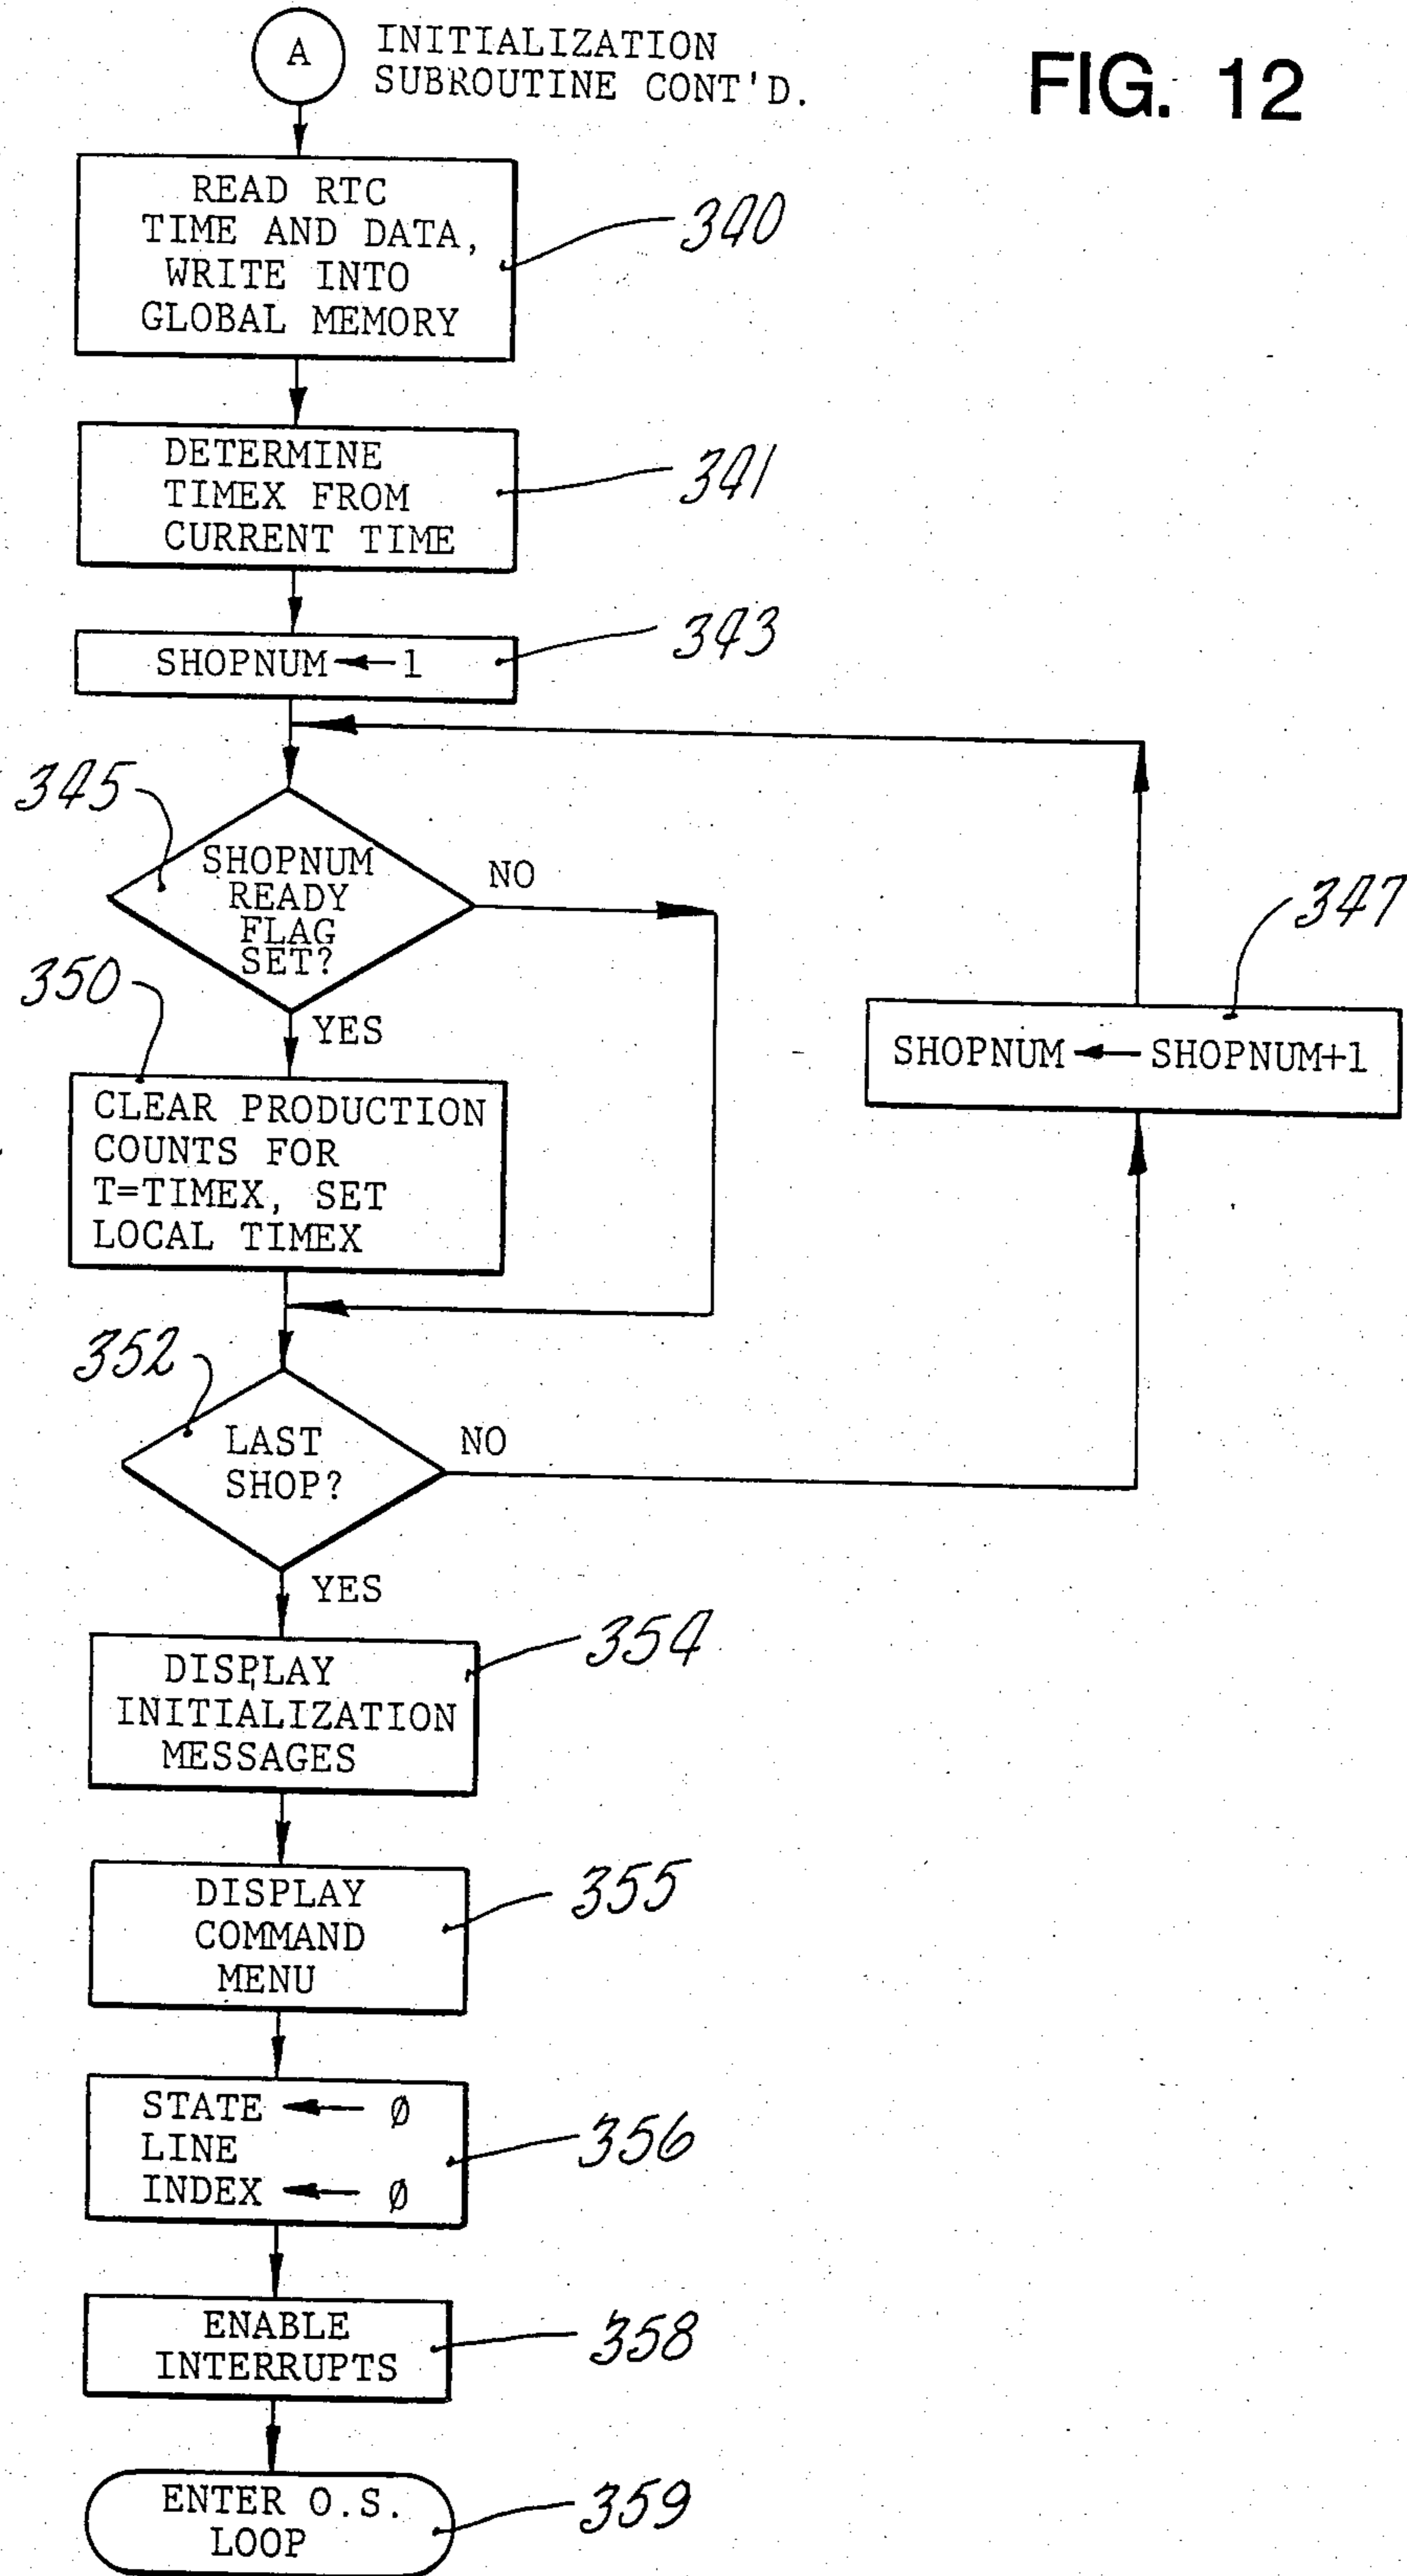 A
INITIALIZATION
SUBROUTINE CONT'D.
FIG. 12
READ RTC
TIME AND DATA,
WRITE INTO
GLOBAL MEMORY
340
DETERMINE
TIMEX FROM
CURRENT TIME
341
SHOPNUM ← 1
343
345
SHOPNUM
READY
FLAG
SET?
NO
347
350
YES
SHOPNUM ← SHOPNUM+1
CLEAR PRODUCTION
COUNTS FOR
T=TIMEX, SET
LOCAL TIMEX
352
LAST
SHOP?
NO
YES
DISPLAY
INITIALIZATION
MESSAGES
354
DISPLAY
COMMAND
MENU
355
STATE ← Ø
LINE
INDEX ← Ø
356
ENABLE
INTERRUPTS
358
ENTER O.S.
LOOP
359